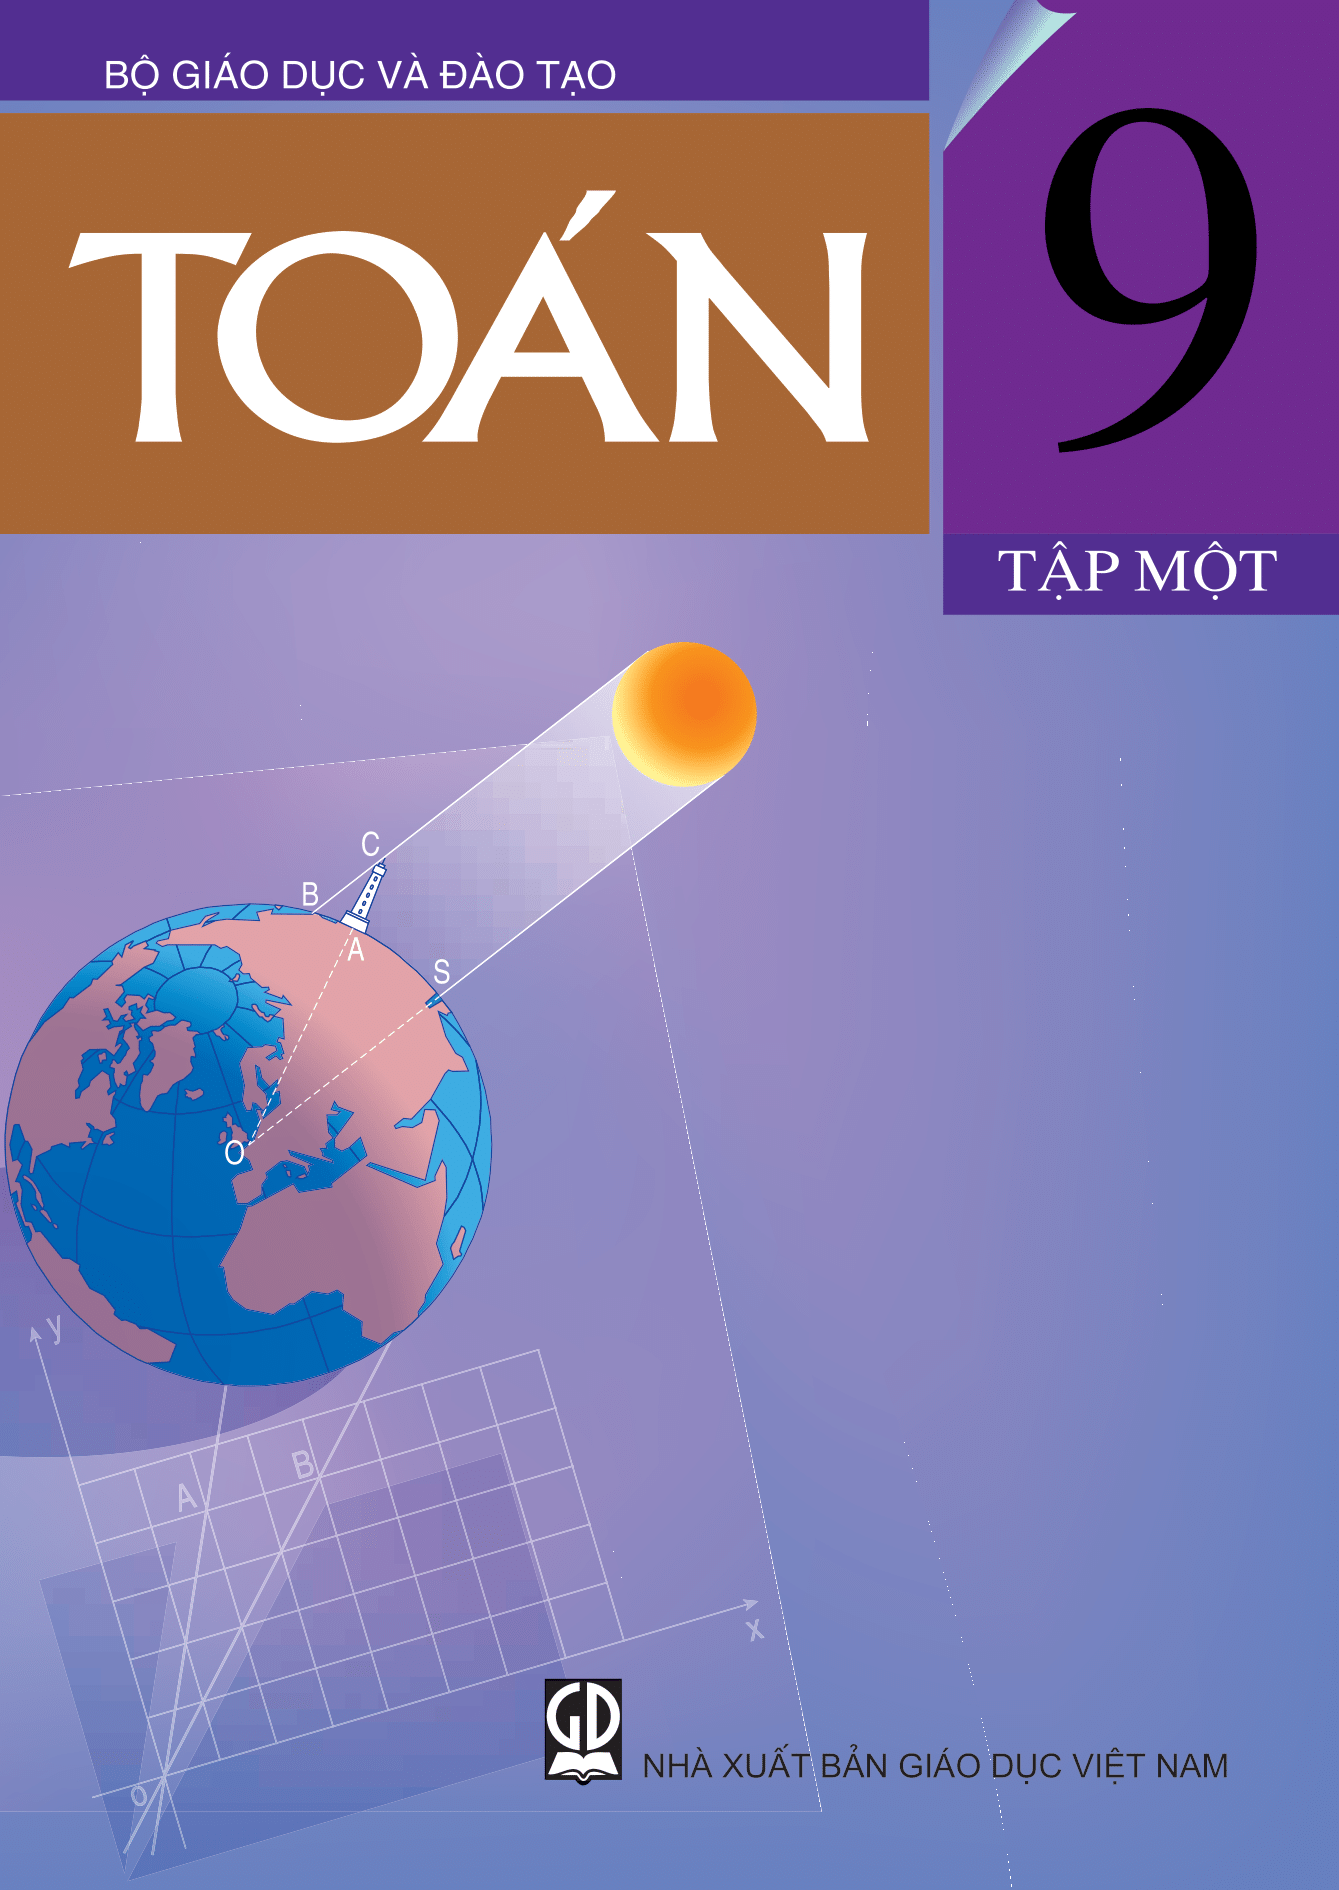 BỘ GIÁO DỤC VÀ ĐÀO TẠO
TOÁN
9
TẬP MỘT
C
B
A
S
O
y
B
A
x
o
GD
NHÀ XUẤT BẢN GIÁO DỤC VIỆT NAM